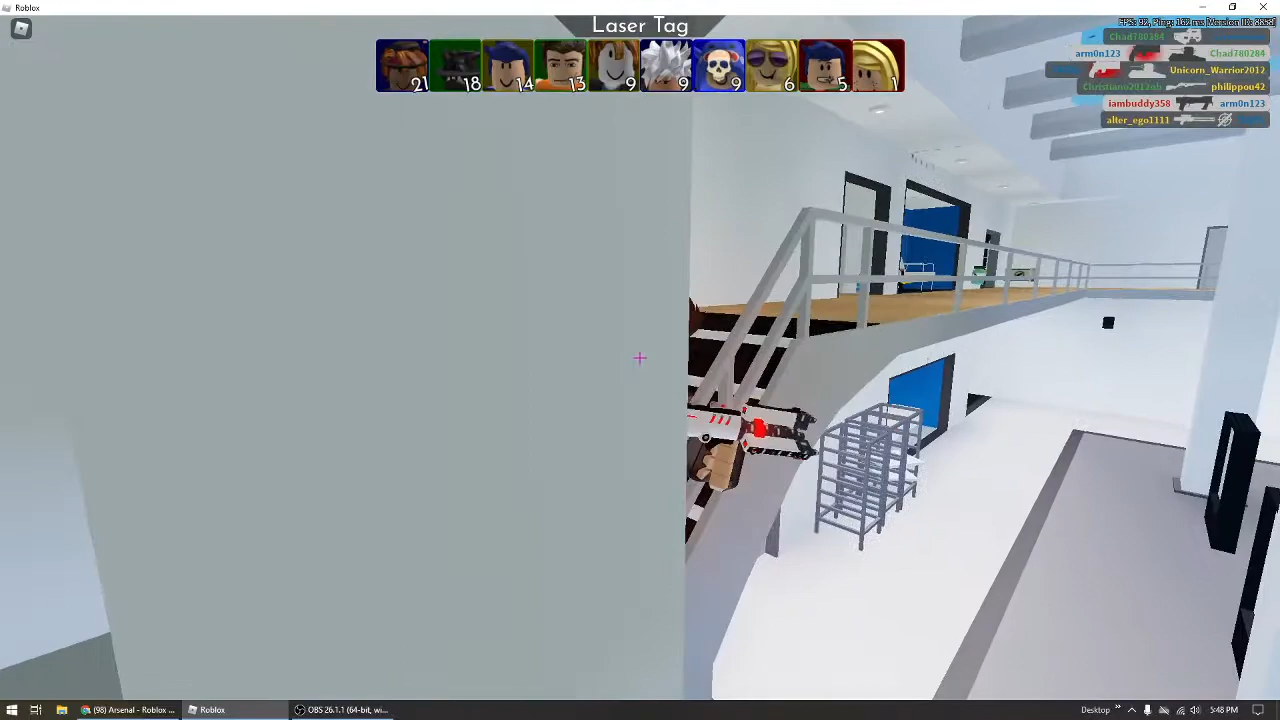 Roblox
Laser Tag
21
18
14
13
9
9
9
6
5
1
Chad780284
arm0n123 Chad780284
Unicorn_Warrior2012
philippou42
iambuddy358 arm0n123
alter_ego1111
(98) Arsenal - Roblox ...
Roblox
OBS 26.1.1 (64-bit, wi...
Desktop
5:48 PM